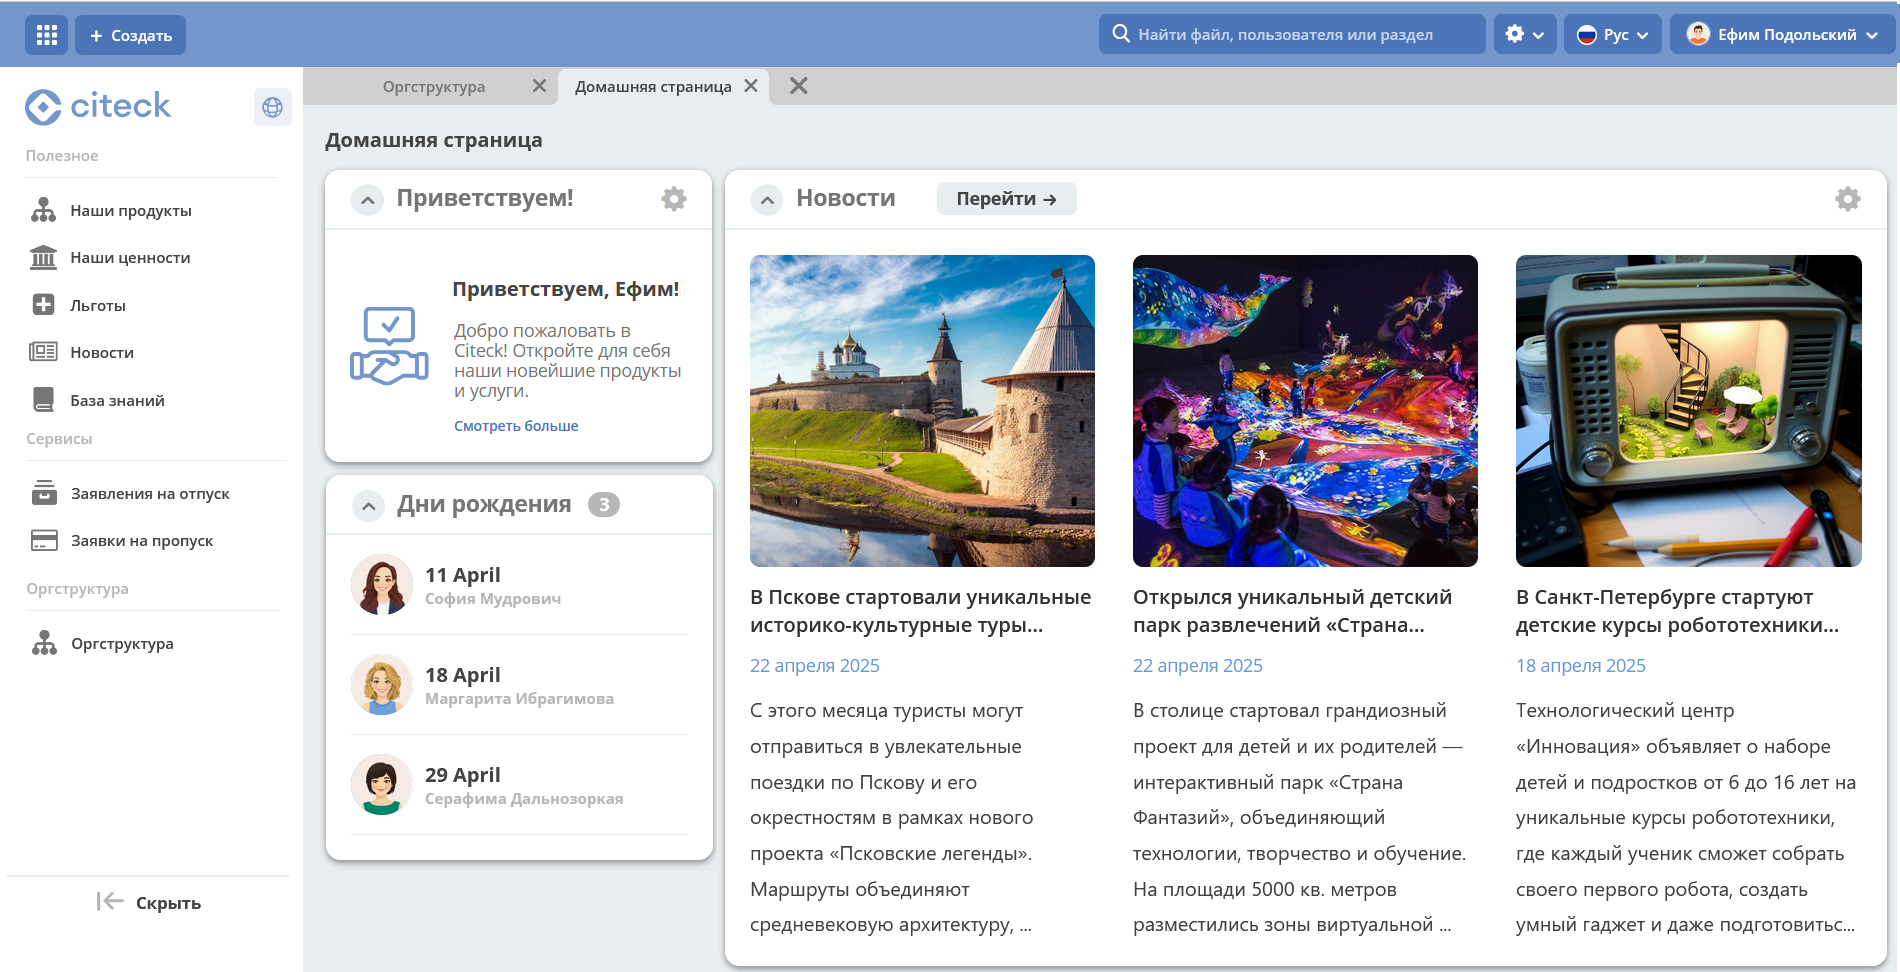 Создать
Найти файл, пользователя или раздел
Рус
Ефим Подольский
citeck
Полезное
Наши продукты
Наши ценности
Льготы
Новости
База знаний
Сервисы
Заявления на отпуск
Заявки на пропуск
Оргструктура
Оргструктура
Скрыть
Оргструктура
Домашняя страница
Домашняя страница
Приветствуем!
Приветствуем, Ефим!
Добро пожаловать в
Citeck! Откройте для себя
наши новейшие продукты
и услуги.
Смотреть больше
Дни рождения 3
11 April
София Мудрович
18 April
Маргарита Ибрагимова
29 April
Серафима Дальнозоркая
Новости
Перейти →
В Пскове стартовали уникальные
историко-культурные туры...
22 апреля 2025
С этого месяца туристы могут
отправиться в увлекательные
поездки по Пскову и его
окрестностям в рамках нового
проекта «Псковские легенды».
Маршруты объединяют
средневековую архитектуру, ...
Открылся уникальный детский
парк развлечений «Страна...
22 апреля 2025
В столице стартовал грандиозный
проект для детей и их родителей —
интерактивный парк «Страна
Фантазий», объединяющий
технологии, творчество и обучение.
На площади 5000 кв. метров
разместились зоны виртуальной ...
В Санкт-Петербурге стартуют
детские курсы робототехники...
18 апреля 2025
Технологический центр
«Инновация» объявляет о наборе
детей и подростков от 6 до 16 лет на
уникальные курсы робототехники,
где каждый ученик сможет собрать
своего первого робота, создать
умный гаджет и даже подготовитьс...